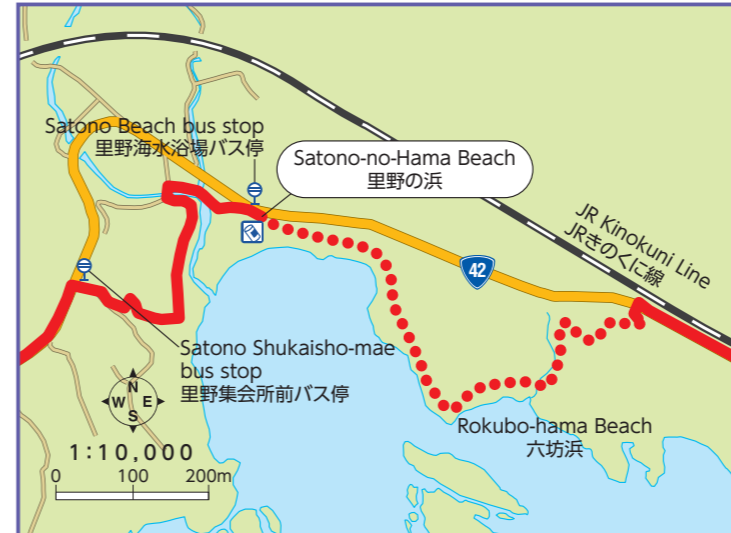 Satono Beach bus stop
里野海水浴場バス停
Satono-no-Hama Beach
里野の浜
JR Kinokuni Line
JRきのくに線
42
Satono Shukaisho-mae
bus stop
里野集会所前バス停
N
W E
S
1:10,000
0 100 200m
Rokubo-hama Beach
六坊浜